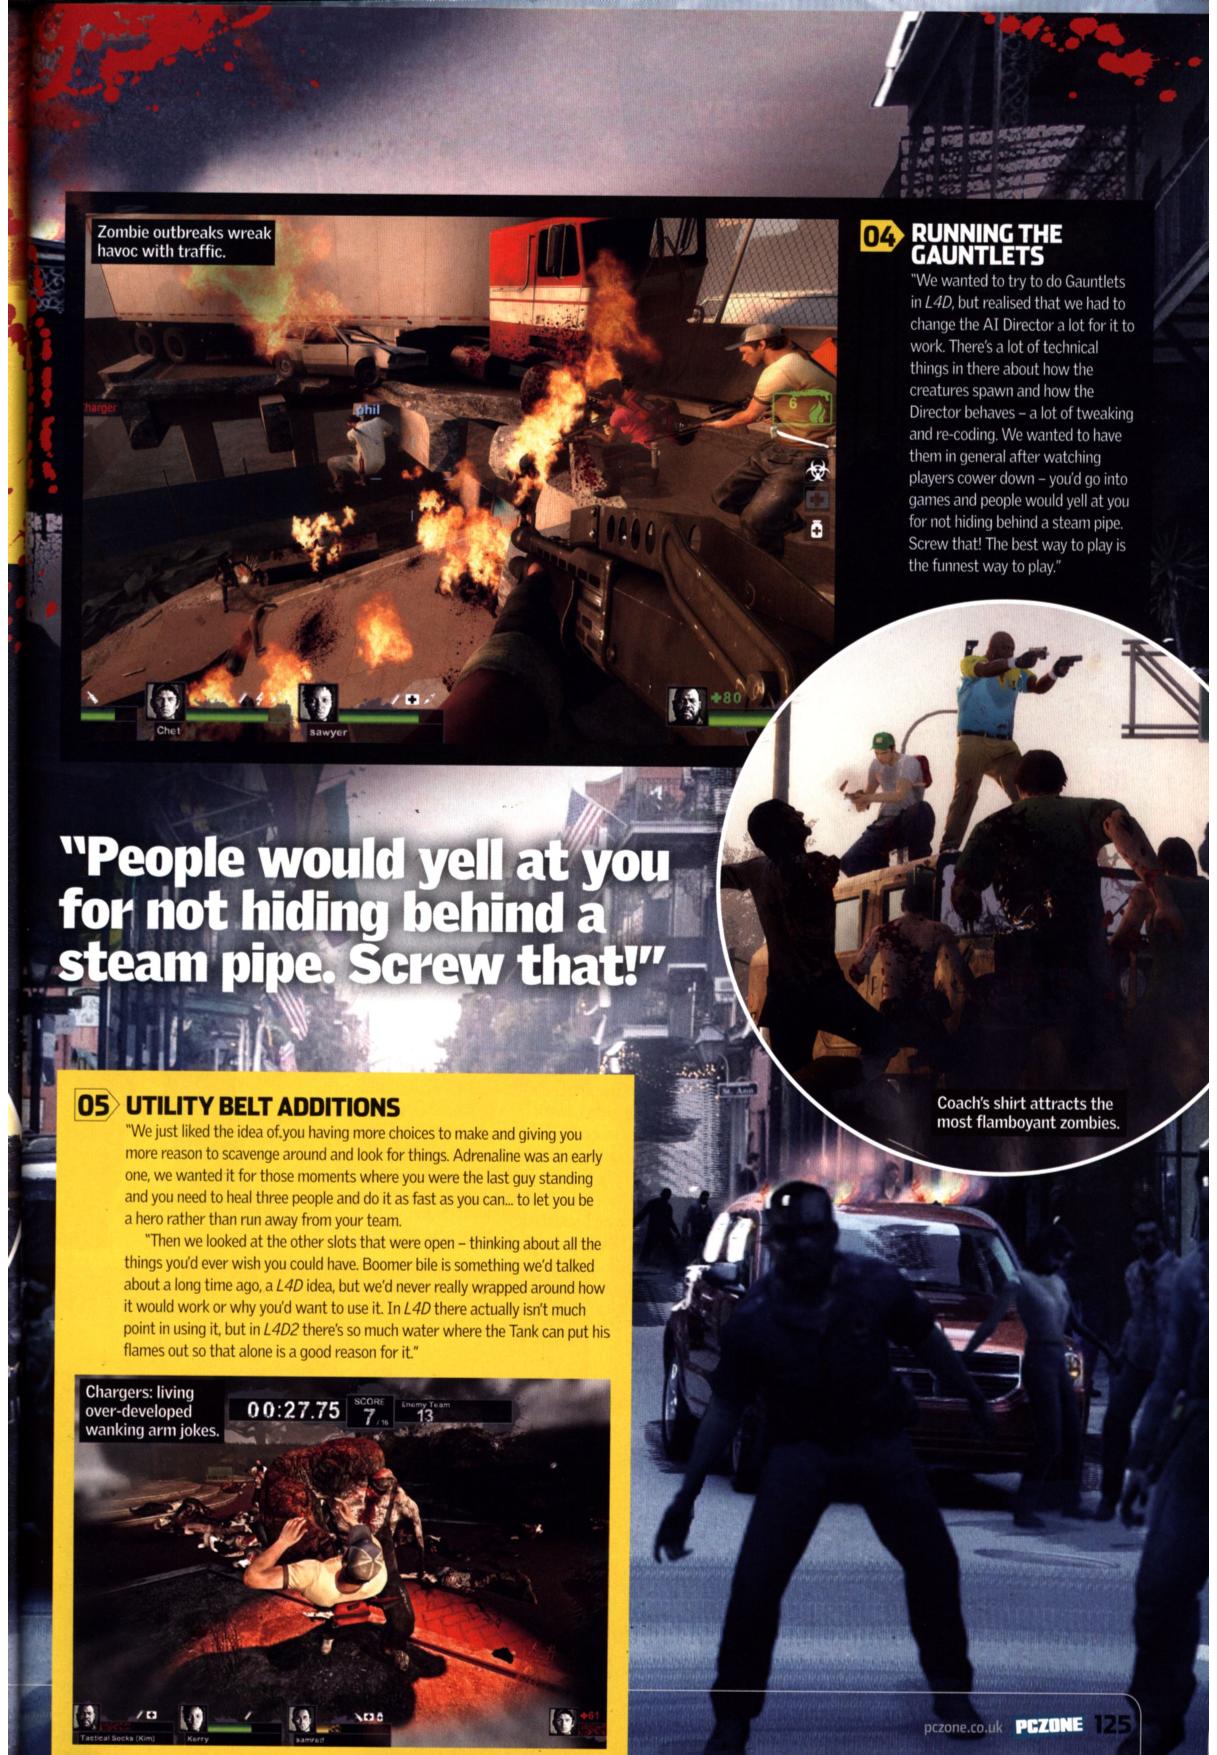 Zombie outbreaks wreak
havoc with traffic.
harger
phil
6
Chet
sawyer
+80
04 RUNNING THE
GAUNTLETS
"We wanted to try to do Gauntlets
in L4D, but realised that we had to
change the AI Director a lot for it to
work. There's a lot of technical
things in there about how the
creatures spawn and how the
Director behaves – a lot of tweaking
and re-coding. We wanted to have
them in general after watching
players cower down – you'd go into
games and people would yell at you
for not hiding behind a steam pipe.
Screw that! The best way to play is
the funnest way to play."
"People would yell at you
for not hiding behind a
steam pipe. Screw that!"
Coach's shirt attracts the
most flamboyant zombies.
St. Ann
05 UTILITY BELT ADDITIONS
"We just liked the idea of.you having more choices to make and giving you
more reason to scavenge around and look for things. Adrenaline was an early
one, we wanted it for those moments where you were the last guy standing
and you need to heal three people and do it as fast as you can... to let you be
a hero rather than run away from your team.
"Then we looked at the other slots that were open – thinking about all the
things you'd ever wish you could have. Boomer bile is something we'd talked
about a long time ago, a L4D idea, but we'd never really wrapped around how
it would work or why you'd want to use it. In L4D there actually isn't much
point in using it, but in L4D2 there's so much water where the Tank can put his
flames out so that alone is a good reason for it."
Chargers: living
over-developed
wanking arm jokes.
00:27.75
SCORE
7/16
Enemy Team
13
Tactical Socks (Kim)
Kerry
samred
+61
pczone.co.uk PCZONE 125